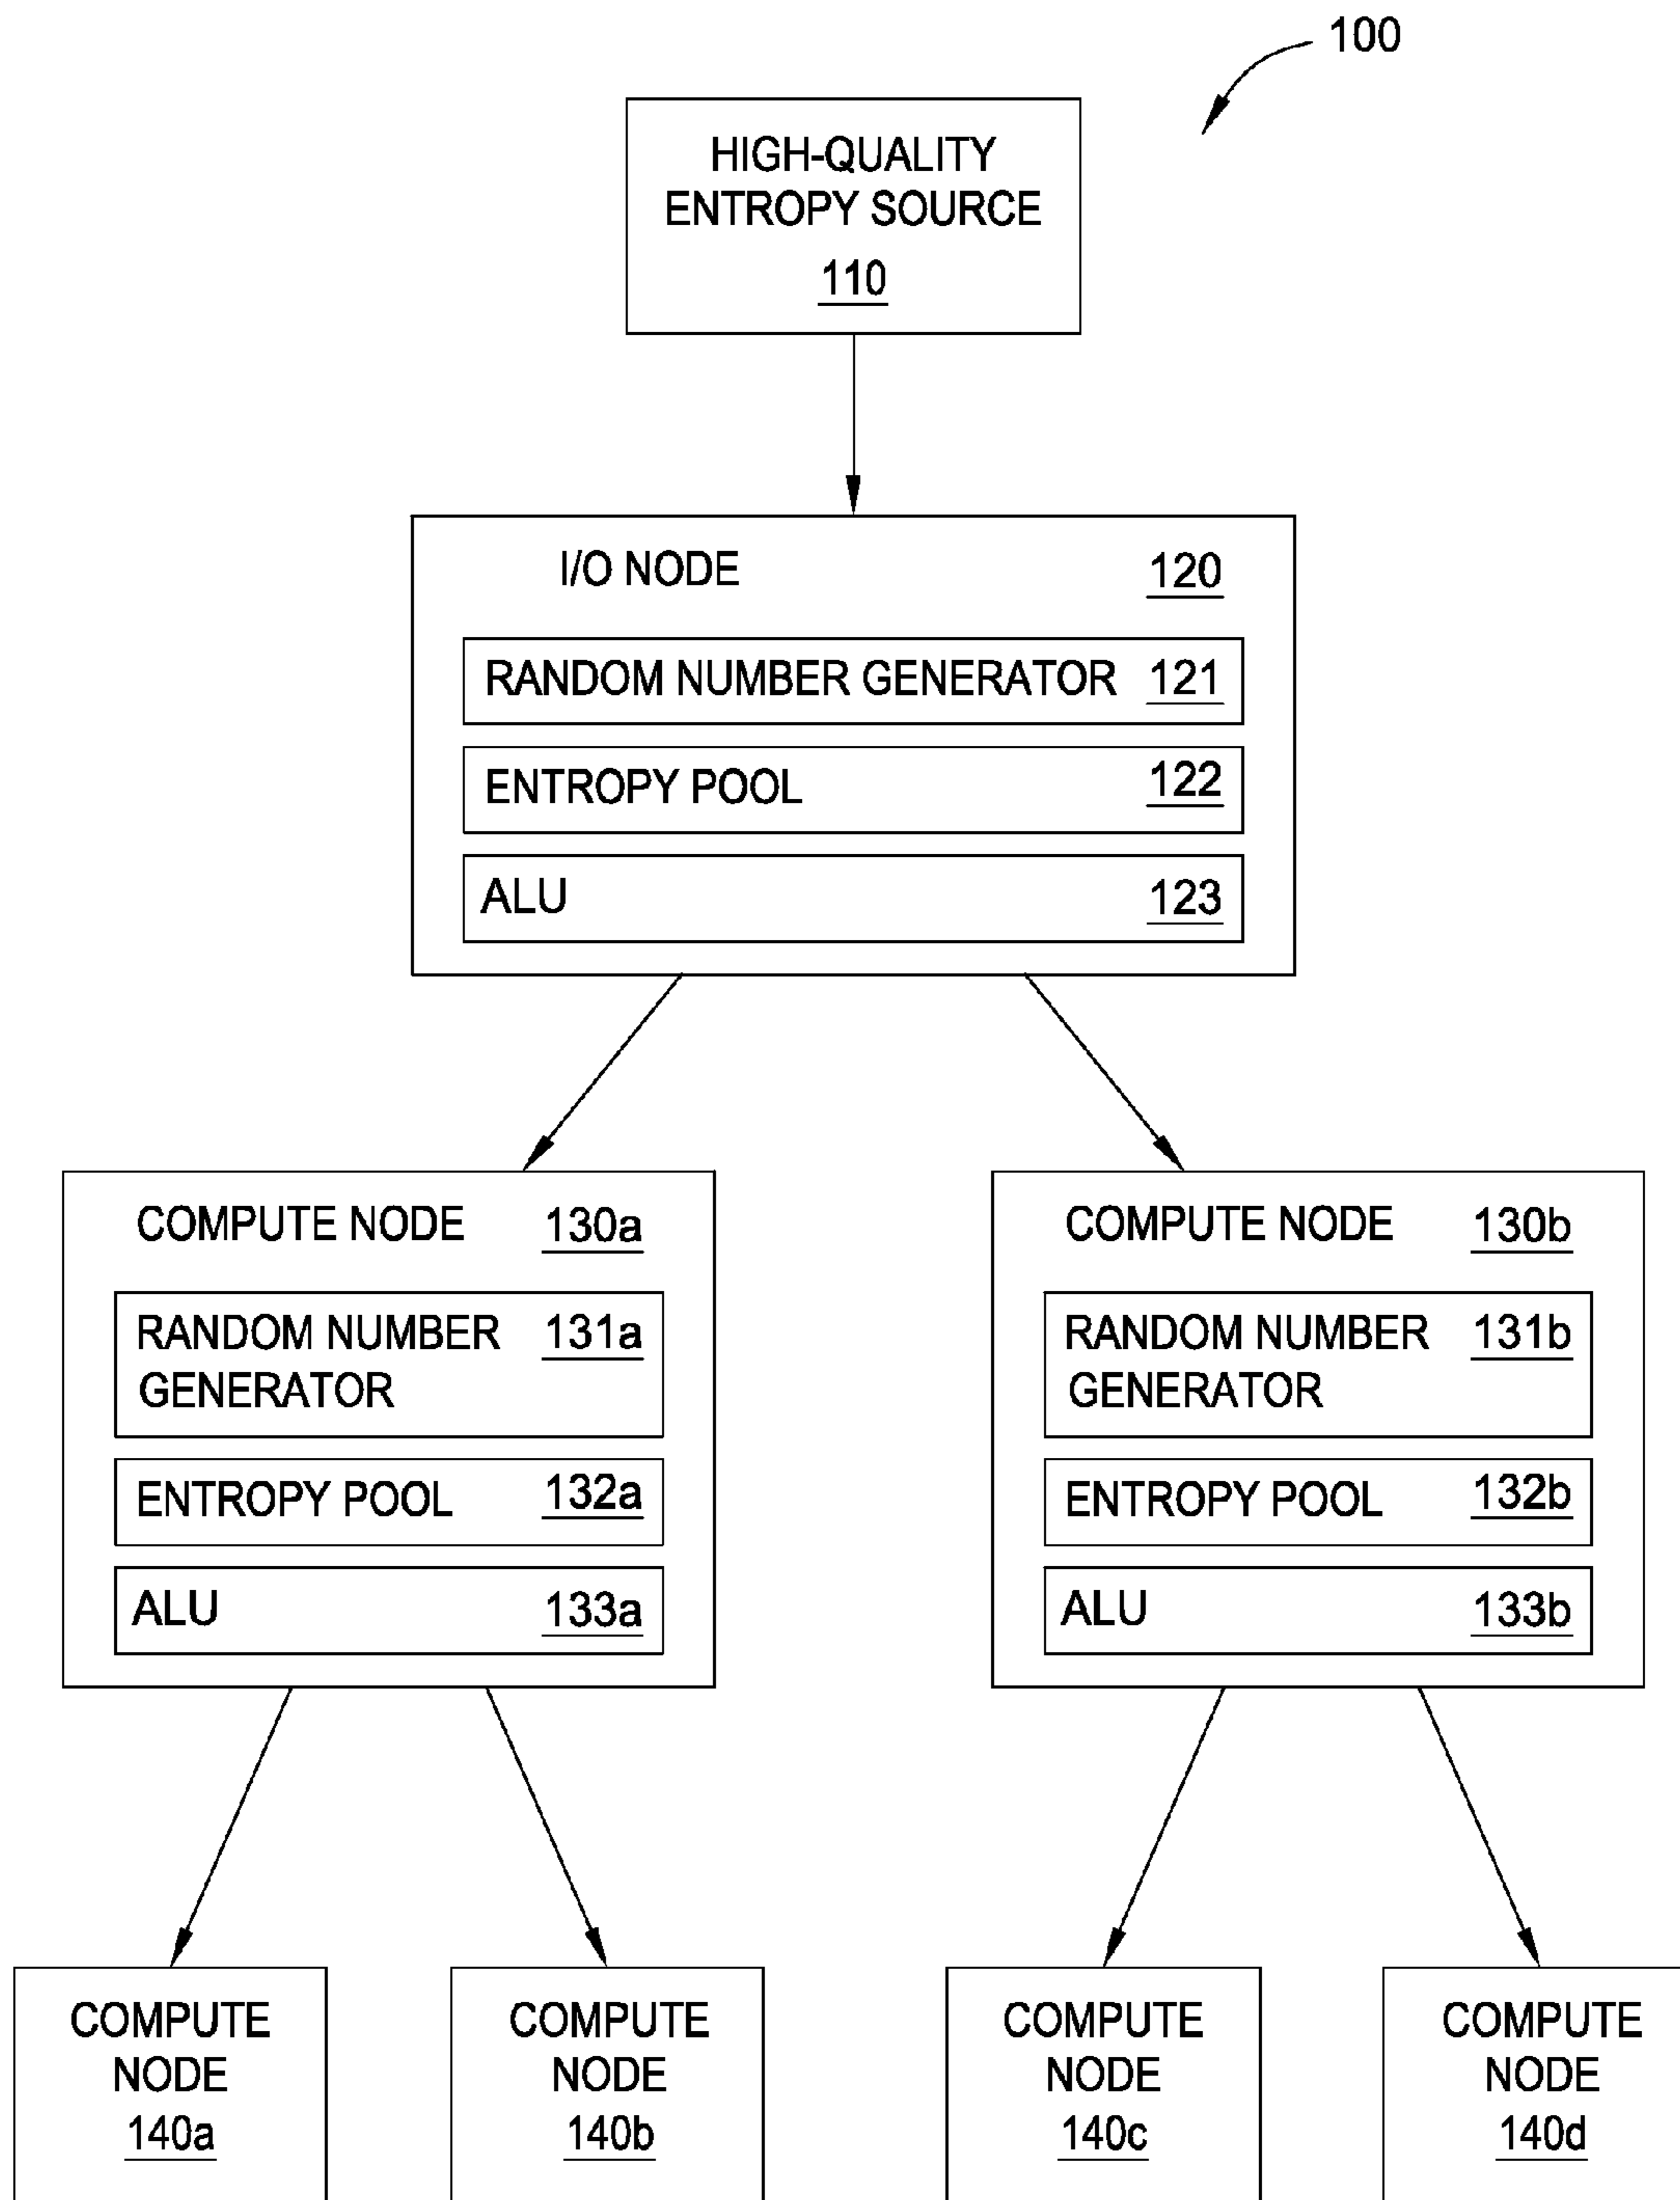 100
HIGH-QUALITY
ENTROPY SOURCE
110
I/O NODE 120
RANDOM NUMBER GENERATOR 121
ENTROPY POOL 122
ALU 123
COMPUTE NODE 130a
RANDOM NUMBER 131a
GENERATOR
ENTROPY POOL 132a
ALU 133a
COMPUTE NODE 130b
RANDOM NUMBER 131b
GENERATOR
ENTROPY POOL 132b
ALU 133b
COMPUTE
NODE
140a
COMPUTE
NODE
140b
COMPUTE
NODE
140c
COMPUTE
NODE
140d